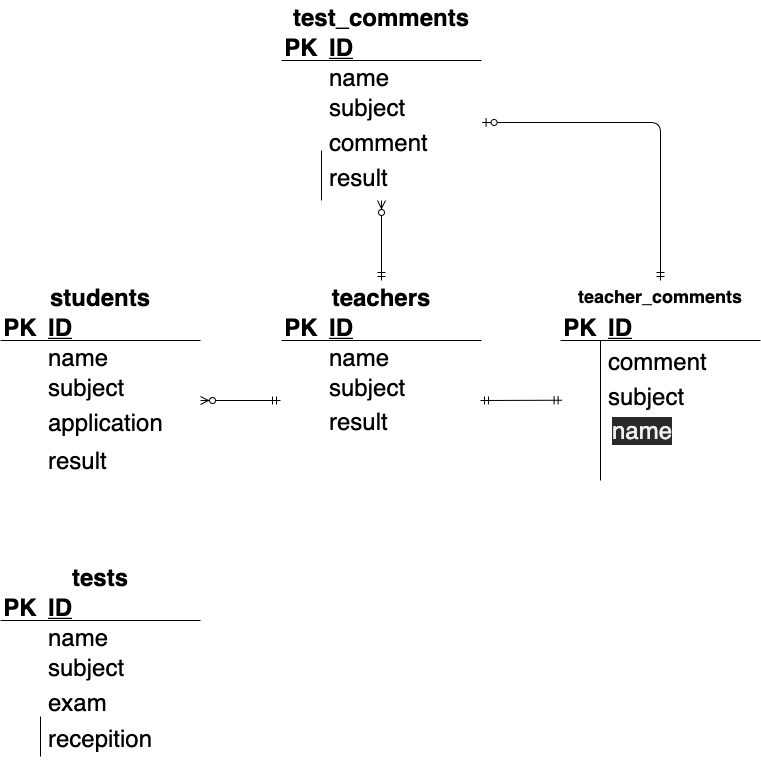 test_comments
PK ID
name
subject
comment
result
students
PK ID
name
subject
application
result
teachers
PK ID
name
subject
result
teacher_comments
PK ID
comment
subject
name
tests
PK ID
name
subject
exam
recepition